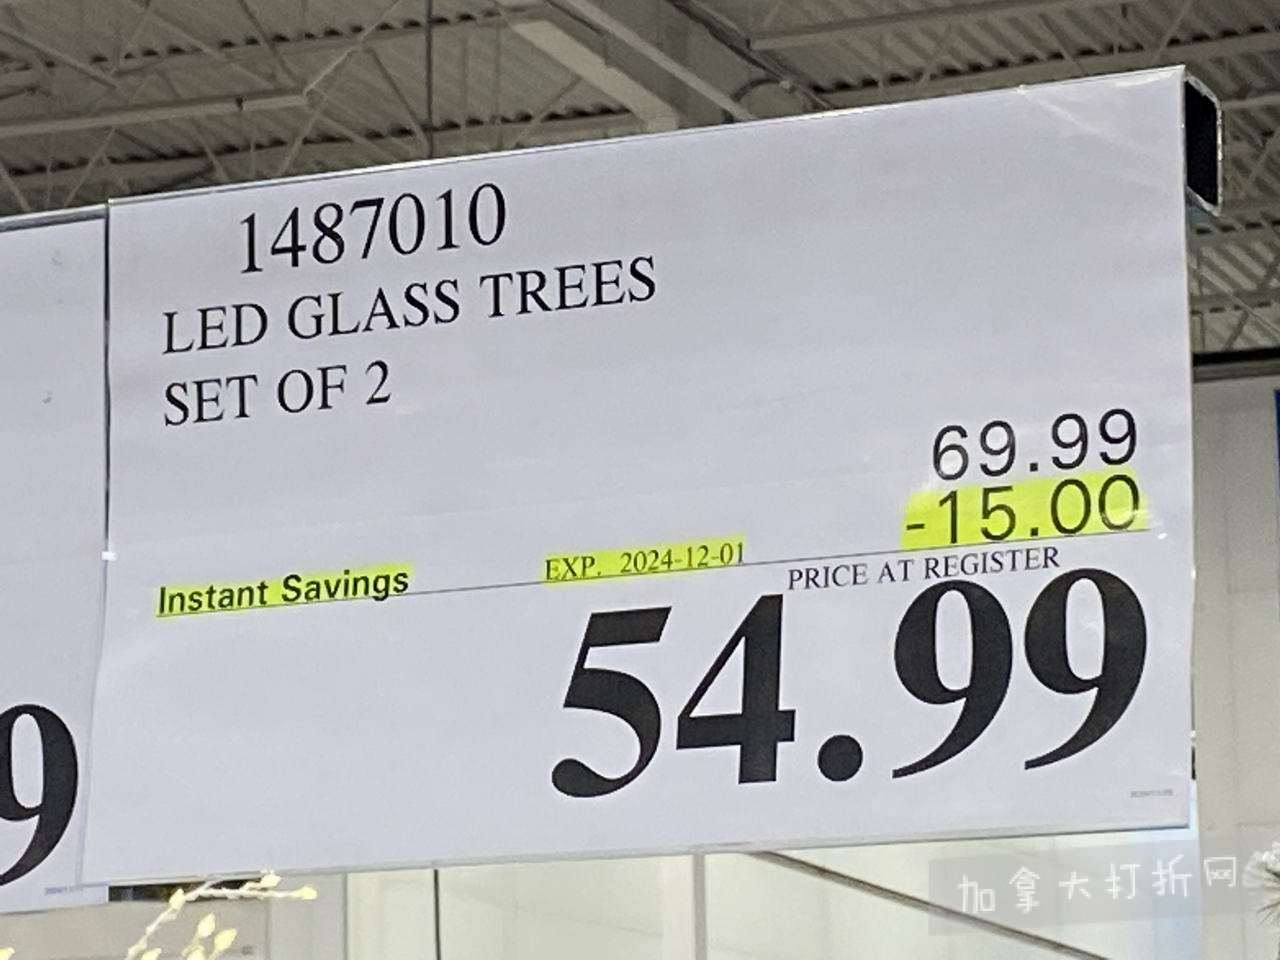 1487010
LED GLASS TREES
SET OF 2
69.99
-15.00
Instant Savings
EXP. 2024-12-01
PRICE AT REGISTER
54.99
9
加拿大打折网